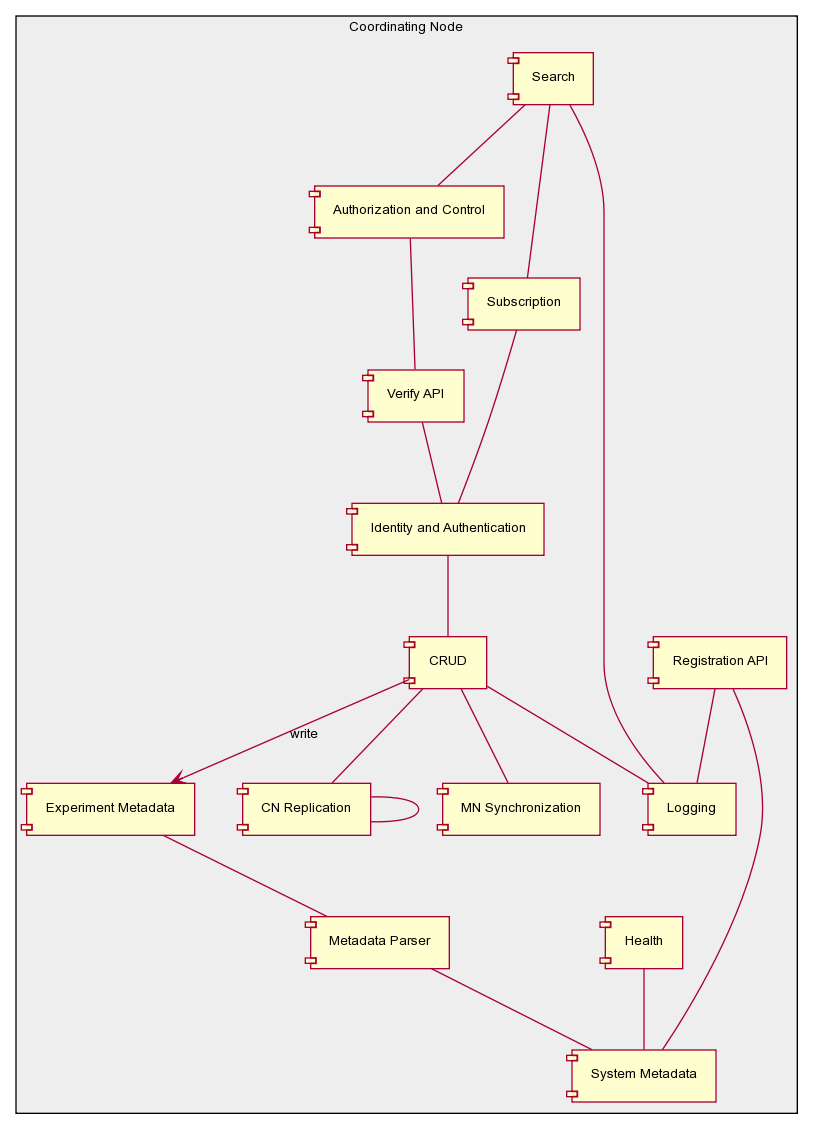 Coordinating Node
Search
Authorization and Control
Subscription
Verify API
Identity and Authentication
CRUD
Registration API
write
Experiment Metadata
CN Replication
MN Synchronization
Logging
Metadata Parser
Health
System Metadata